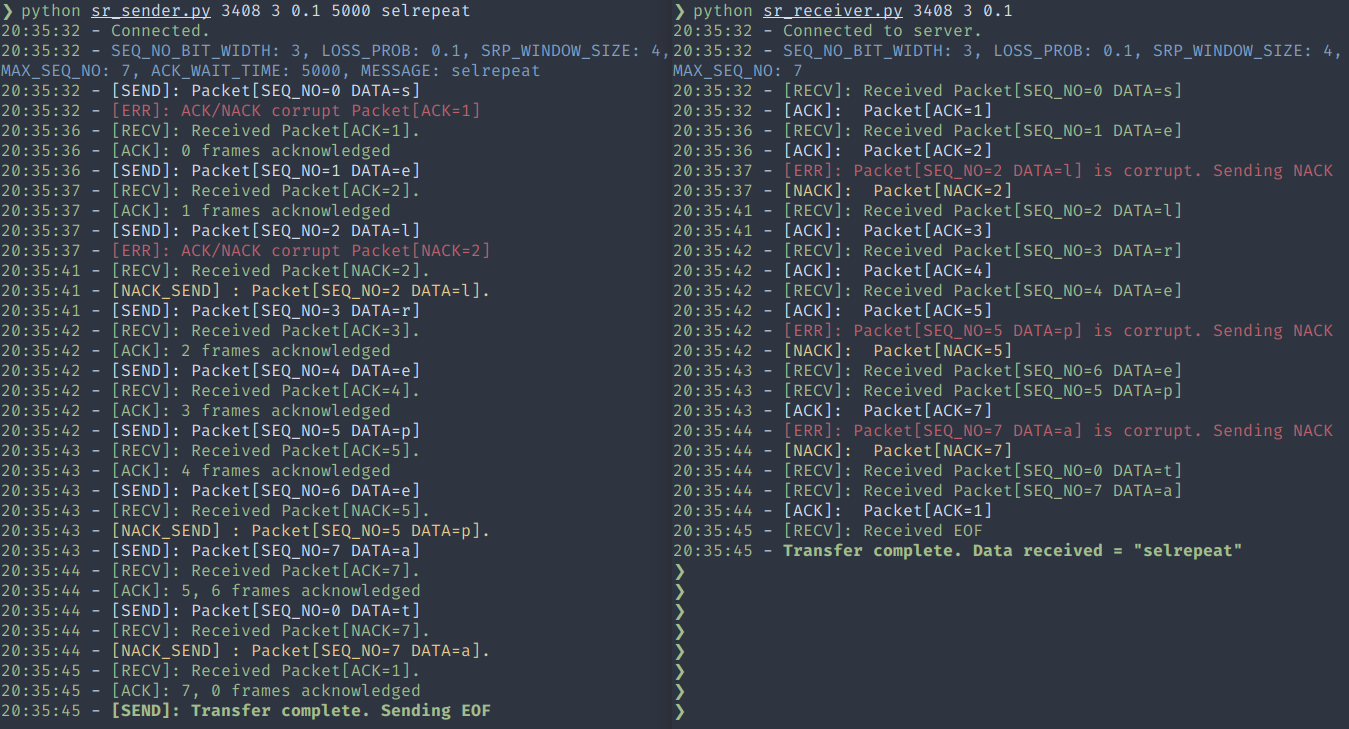 ❯ python sr_sender.py 3408 3 0.1 5000 selrepeat
20:35:32 - Connected.
20:35:32 - SEQ_NO_BIT_WIDTH: 3, LOSS_PROB: 0.1, SRP_WINDOW_SIZE: 4,
MAX_SEQ_NO: 7, ACK_WAIT_TIME: 5000, MESSAGE: selrepeat
20:35:32 - [SEND]: Packet[SEQ_NO=0 DATA=s]
20:35:32 - [ERR]: ACK/NACK corrupt Packet[ACK=1]
20:35:36 - [RECV]: Received Packet[ACK=1].
20:35:36 - [ACK]: 0 frames acknowledged
20:35:36 - [SEND]: Packet[SEQ_NO=1 DATA=e]
20:35:37 - [RECV]: Received Packet[ACK=2].
20:35:37 - [ACK]: 1 frames acknowledged
20:35:37 - [SEND]: Packet[SEQ_NO=2 DATA=l]
20:35:37 - [ERR]: ACK/NACK corrupt Packet[NACK=2]
20:35:41 - [RECV]: Received Packet[NACK=2].
20:35:41 - [NACK_SEND] : Packet[SEQ_NO=2 DATA=l].
20:35:41 - [SEND]: Packet[SEQ_NO=3 DATA=r]
20:35:42 - [RECV]: Received Packet[ACK=3].
20:35:42 - [ACK]: 2 frames acknowledged
20:35:42 - [SEND]: Packet[SEQ_NO=4 DATA=e]
20:35:42 - [RECV]: Received Packet[ACK=4].
20:35:42 - [ACK]: 3 frames acknowledged
20:35:42 - [SEND]: Packet[SEQ_NO=5 DATA=p]
20:35:43 - [RECV]: Received Packet[ACK=5].
20:35:43 - [ACK]: 4 frames acknowledged
20:35:43 - [SEND]: Packet[SEQ_NO=6 DATA=e]
20:35:43 - [RECV]: Received Packet[NACK=5].
20:35:43 - [NACK_SEND] : Packet[SEQ_NO=5 DATA=p].
20:35:43 - [SEND]: Packet[SEQ_NO=7 DATA=a]
20:35:44 - [RECV]: Received Packet[ACK=7].
20:35:44 - [ACK]: 5, 6 frames acknowledged
20:35:44 - [SEND]: Packet[SEQ_NO=0 DATA=t]
20:35:44 - [RECV]: Received Packet[NACK=7].
20:35:44 - [NACK_SEND] : Packet[SEQ_NO=7 DATA=a].
20:35:45 - [RECV]: Received Packet[ACK=1].
20:35:45 - [ACK]: 7, 0 frames acknowledged
20:35:45 - [SEND]: Transfer complete. Sending EOF
❯ python sr_receiver.py 3408 3 0.1
20:35:32 - Connected to server.
20:35:32 - SEQ_NO_BIT_WIDTH: 3, LOSS_PROB: 0.1, SRP_WINDOW_SIZE: 4,
MAX_SEQ_NO: 7
20:35:32 - [RECV]: Received Packet[SEQ_NO=0 DATA=s]
20:35:32 - [ACK]:  Packet[ACK=1]
20:35:36 - [RECV]: Received Packet[SEQ_NO=1 DATA=e]
20:35:36 - [ACK]:  Packet[ACK=2]
20:35:37 - [ERR]: Packet[SEQ_NO=2 DATA=l] is corrupt. Sending NACK
20:35:37 - [NACK]:  Packet[NACK=2]
20:35:41 - [RECV]: Received Packet[SEQ_NO=2 DATA=l]
20:35:41 - [ACK]:  Packet[ACK=3]
20:35:42 - [RECV]: Received Packet[SEQ_NO=3 DATA=r]
20:35:42 - [ACK]:  Packet[ACK=4]
20:35:42 - [RECV]: Received Packet[SEQ_NO=4 DATA=e]
20:35:42 - [ACK]:  Packet[ACK=5]
20:35:42 - [ERR]: Packet[SEQ_NO=5 DATA=p] is corrupt. Sending NACK
20:35:42 - [NACK]:  Packet[NACK=5]
20:35:43 - [RECV]: Received Packet[SEQ_NO=6 DATA=e]
20:35:43 - [RECV]: Received Packet[SEQ_NO=5 DATA=p]
20:35:43 - [ACK]:  Packet[ACK=7]
20:35:44 - [ERR]: Packet[SEQ_NO=7 DATA=a] is corrupt. Sending NACK
20:35:44 - [NACK]:  Packet[NACK=7]
20:35:44 - [RECV]: Received Packet[SEQ_NO=0 DATA=t]
20:35:44 - [RECV]: Received Packet[SEQ_NO=7 DATA=a]
20:35:44 - [ACK]:  Packet[ACK=1]
20:35:45 - [RECV]: Received EOF
20:35:45 - Transfer complete. Data received = "selrepeat"
❯
❯
❯
❯
❯
❯
❯
❯